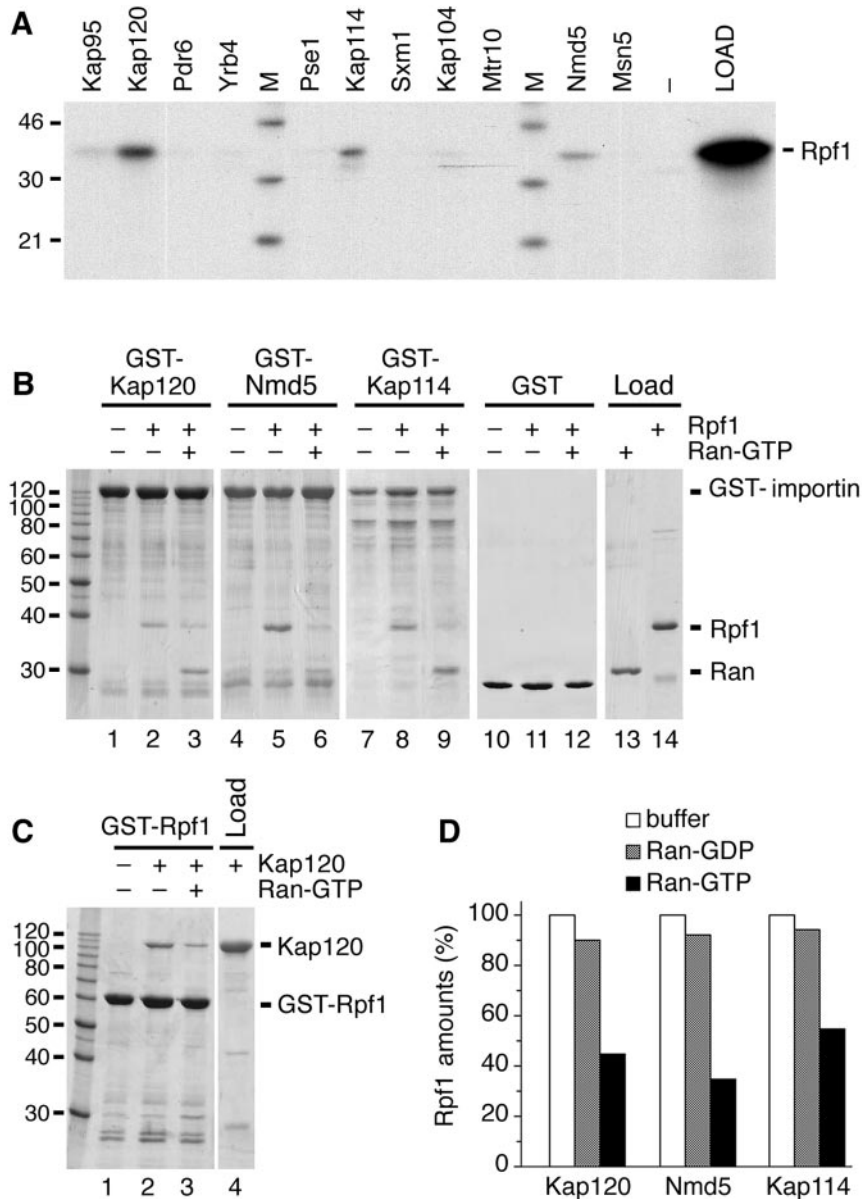 A
Kap95 Kap120 Pdr6 Yrb4 M Pse1 Kap114 Sxm1 Kap104 Mtr10 M Nmd5 Msn5 – LOAD
46
Rpf1
30
21
B
GST-Kap120 GST-Nmd5 GST-Kap114 GST Load
– + + – + + – + + – + + + Rpf1
– – + – – + – – + – – + + Ran-GTP
120 GST-importin
100
80
60
50
40
Rpf1
30 Ran
1 2 3 4 5 6 7 8 9 10 11 12 13 14
C
GST-Rpf1 Load
– + + + Kap120
– – + Ran-GTP
120
100 Kap120
80
60 GST-Rpf1
50
40
30
1 2 3 4
D
buffer
Ran-GDP
Ran-GTP
Rpf1 amounts (%)
100
80
60
40
20
0
Kap120 Nmd5 Kap114